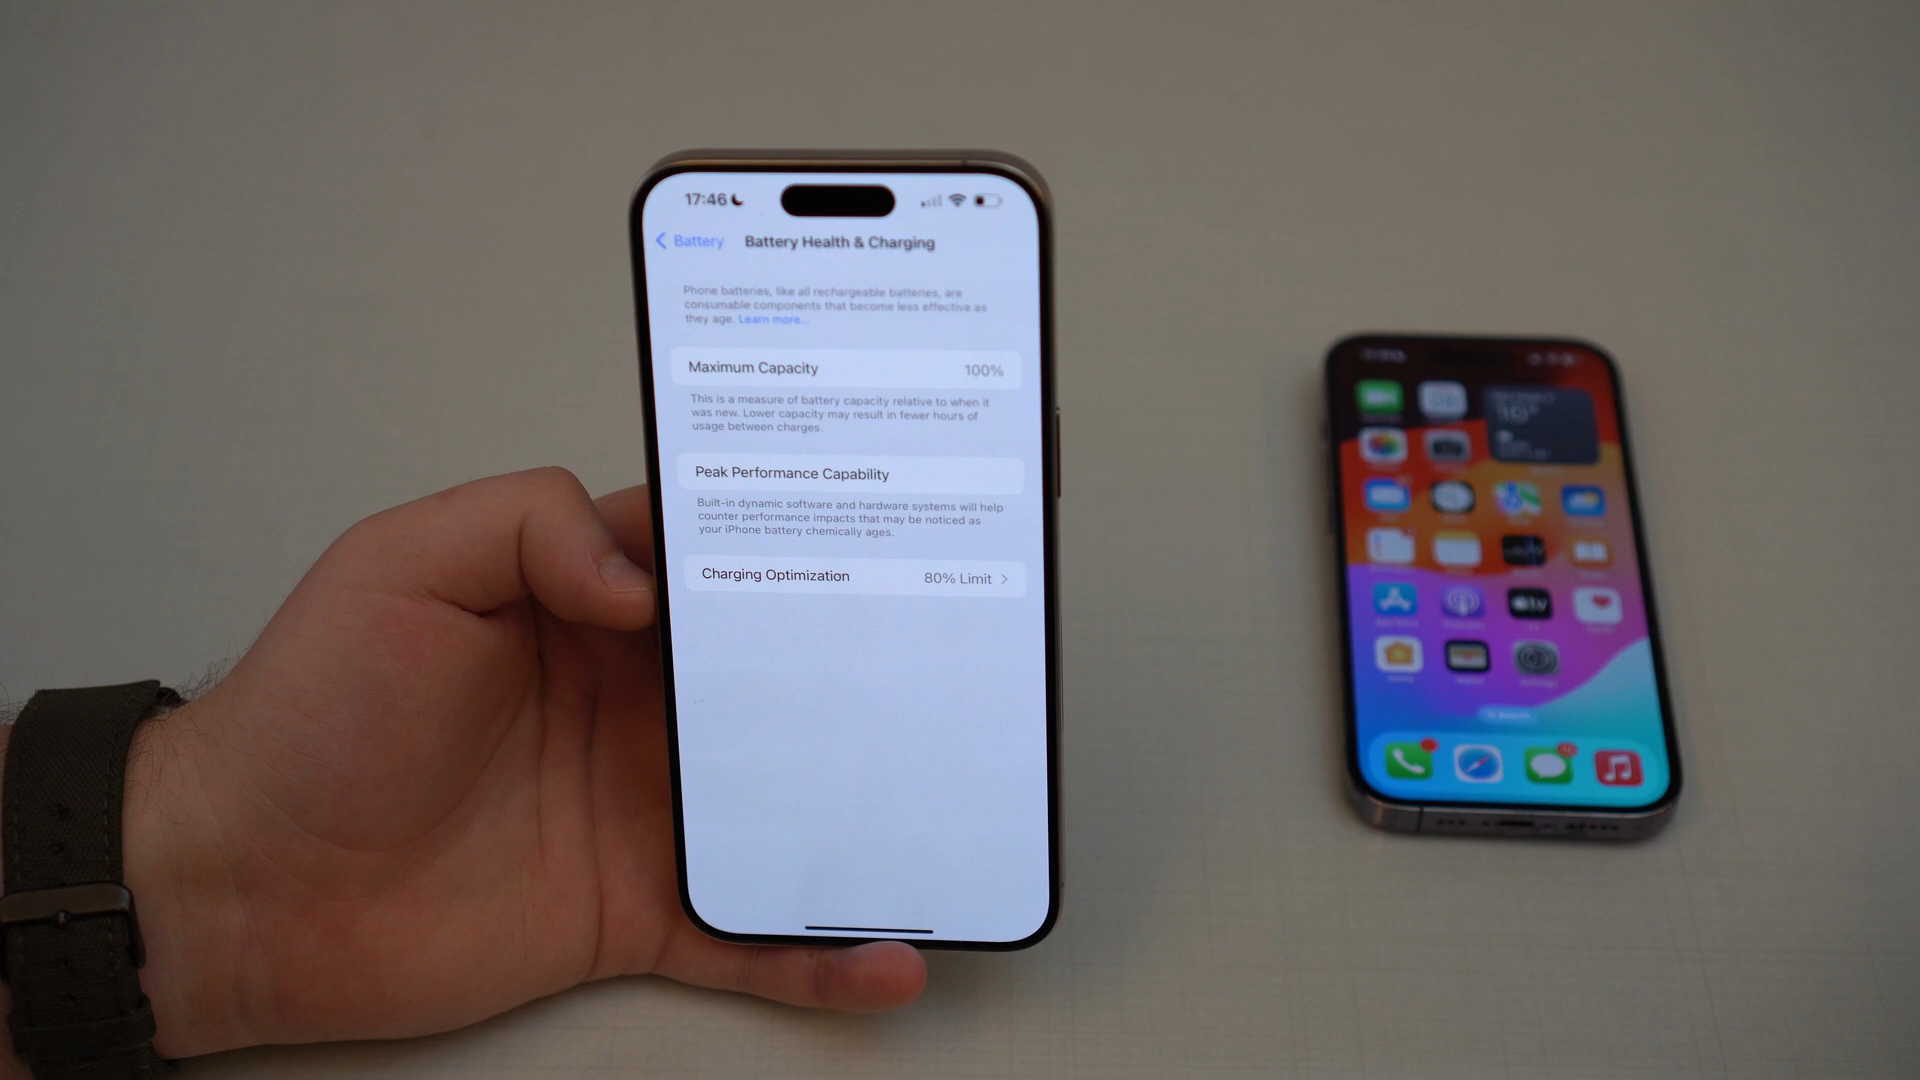 17:46
Battery
Battery Health & Charging
Phone batteries, like all rechargeable batteries, are
consumable components that become less effective as
they age. Learn more...
Maximum Capacity 100%
This is a measure of battery capacity relative to when it
was new. Lower capacity may result in fewer hours of
usage between charges.
Peak Performance Capability
Built-in dynamic software and hardware systems will help
counter performance impacts that may be noticed as
your iPhone battery chemically ages.
Charging Optimization 80% Limit
tv
Search